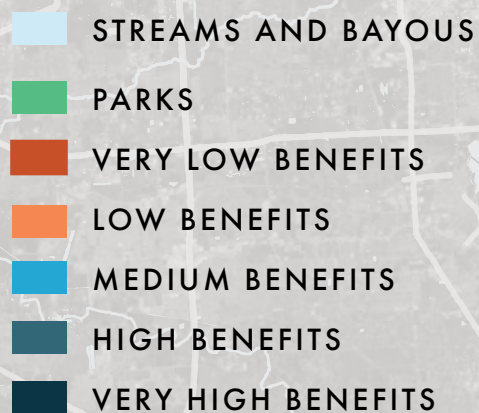 STREAMS AND BAYOUS
PARKS
VERY LOW BENEFITS
LOW BENEFITS
MEDIUM BENEFITS
HIGH BENEFITS
VERY HIGH BENEFITS